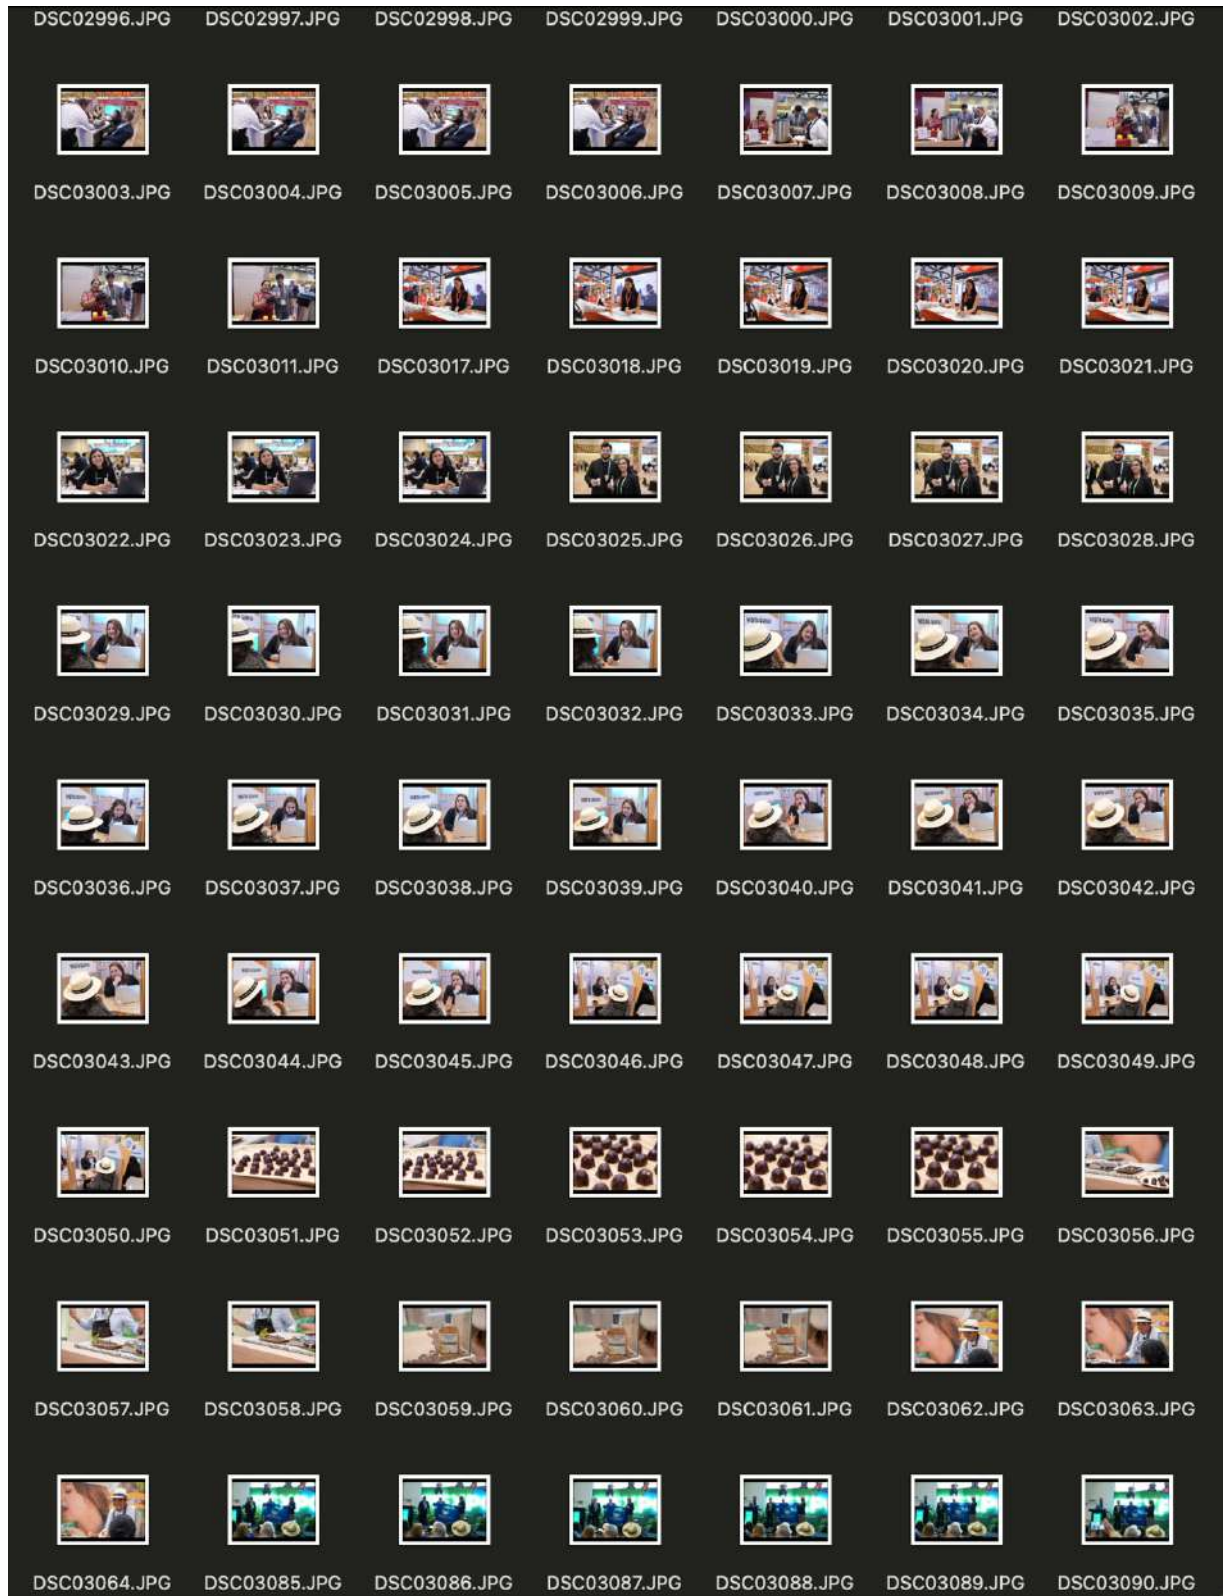 DSC02996.JPG DSC02997.JPG DSC02998.JPG DSC02999.JPG DSC03000.JPG DSC03001.JPG DSC03002.JPG
DSC03003.JPG DSC03004.JPG DSC03005.JPG DSC03006.JPG DSC03007.JPG DSC03008.JPG DSC03009.JPG
DSC03010.JPG DSC03011.JPG DSC03017.JPG DSC03018.JPG DSC03019.JPG DSC03020.JPG DSC03021.JPG
DSC03022.JPG DSC03023.JPG DSC03024.JPG DSC03025.JPG DSC03026.JPG DSC03027.JPG DSC03028.JPG
DSC03029.JPG DSC03030.JPG DSC03031.JPG DSC03032.JPG DSC03033.JPG DSC03034.JPG DSC03035.JPG
DSC03036.JPG DSC03037.JPG DSC03038.JPG DSC03039.JPG DSC03040.JPG DSC03041.JPG DSC03042.JPG
DSC03043.JPG DSC03044.JPG DSC03045.JPG DSC03046.JPG DSC03047.JPG DSC03048.JPG DSC03049.JPG
DSC03050.JPG DSC03051.JPG DSC03052.JPG DSC03053.JPG DSC03054.JPG DSC03055.JPG DSC03056.JPG
DSC03057.JPG DSC03058.JPG DSC03059.JPG DSC03060.JPG DSC03061.JPG DSC03062.JPG DSC03063.JPG
DSC03064.JPG DSC03085.JPG DSC03086.JPG DSC03087.JPG DSC03088.JPG DSC03089.JPG DSC03090.JPG